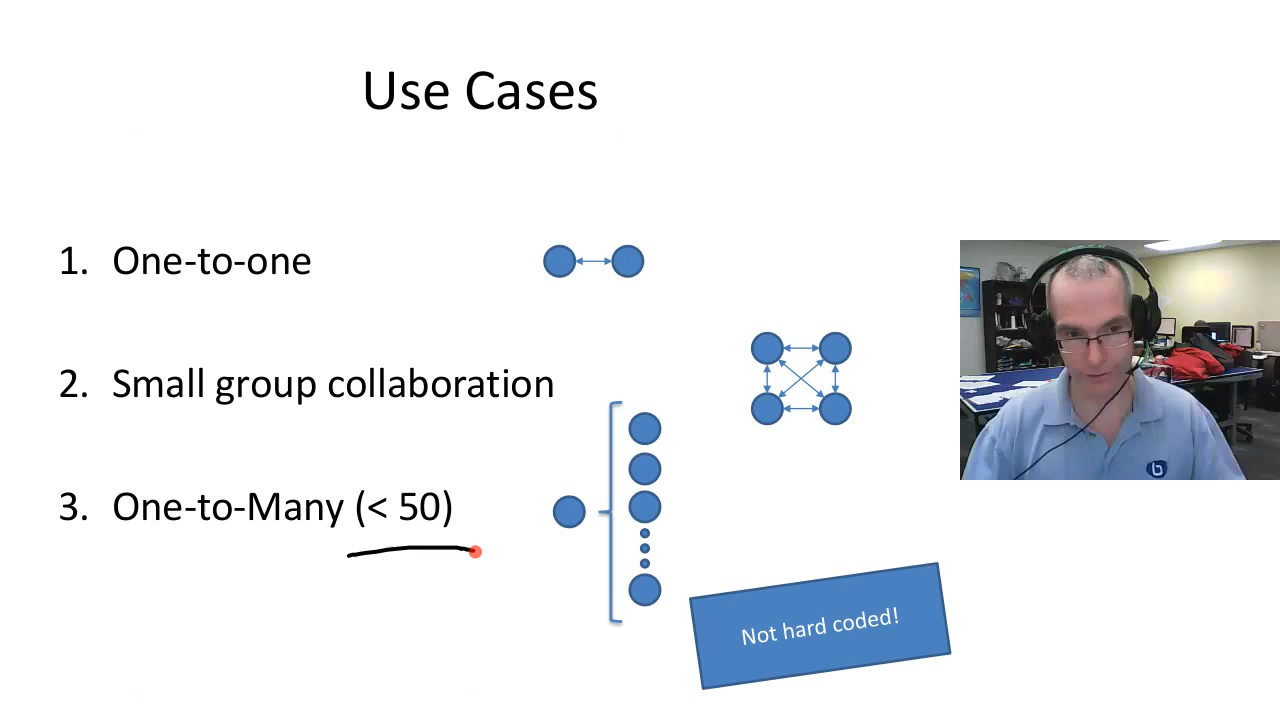 Use Cases
1. One-to-one
2. Small group collaboration
3. One-to-Many (< 50)
Not hard coded!
b